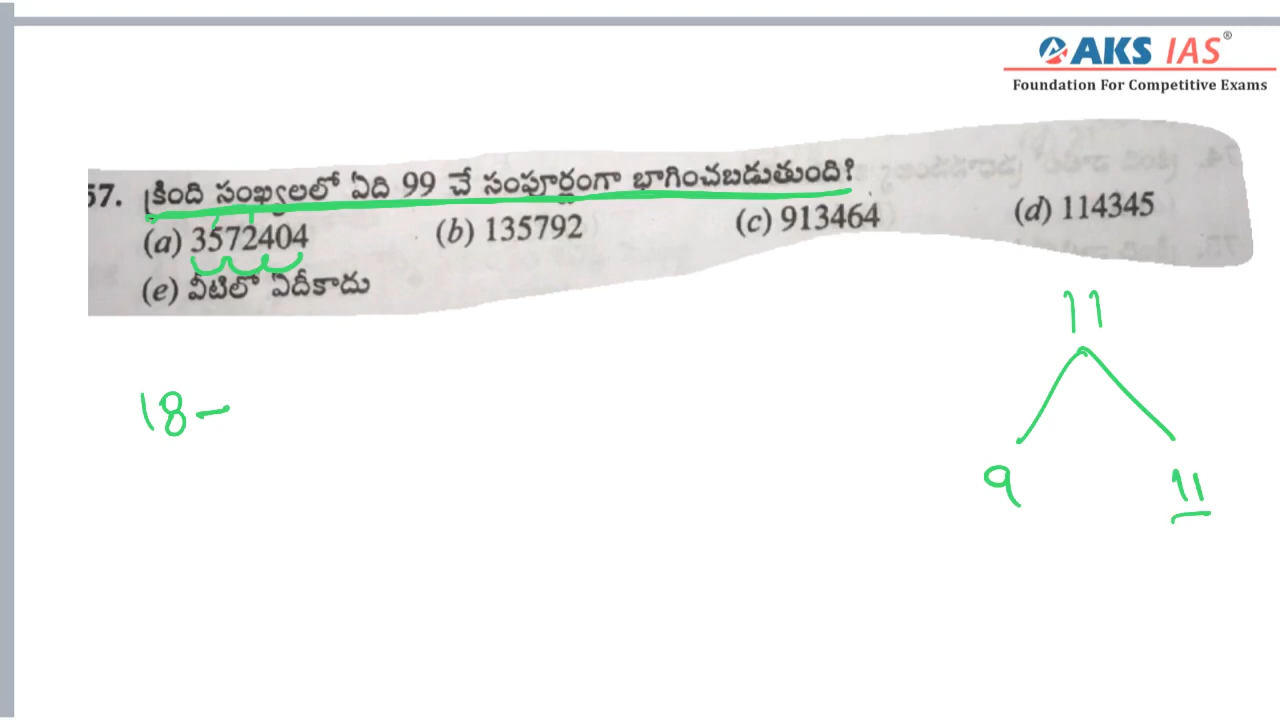 AKS IAS®
Foundation For Competitive Exams
57. క్రింది సంఖ్యలలో ఏది 99 చే సంపూర్ణంగా భాగించబడుతుంది?
(a) 3572404 (b) 135792 (c) 913464 (d) 114345
(e) వీటిలో ఏదీకాదు
11
18-
9 11